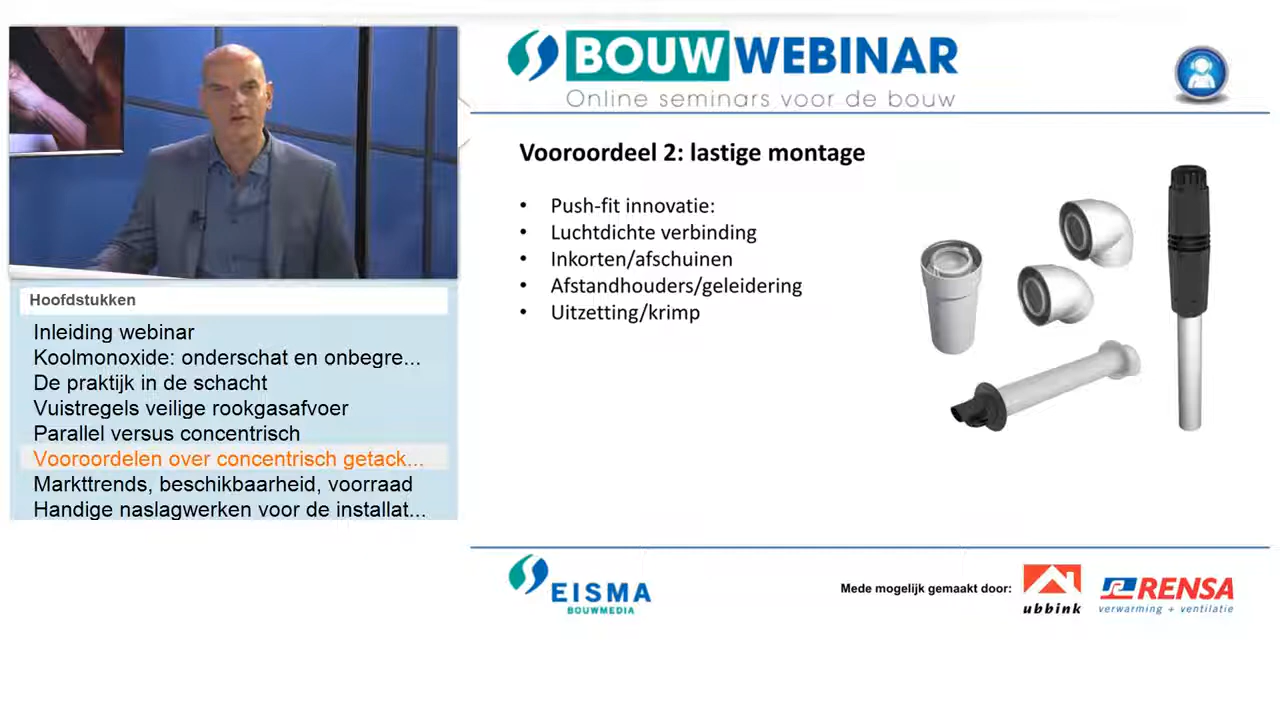 BOUWWEBINAR
Online seminars voor de bouw
Vooroordeel 2: lastige montage
• Push-fit innovatie:
• Luchtdichte verbinding
• Inkorten/afschuinen
• Afstandhouders/geleidering
• Uitzetting/krimp
Hoofdstukken
Inleiding webinar
Koolmonoxide: onderschat en onbegre...
De praktijk in de schacht
Vuistregels veilige rookgasafvoer
Parallel versus concentrisch
Vooroordelen over concentrisch getack...
Markttrends, beschikbaarheid, voorraad
Handige naslagwerken voor de installat...
EISMA
BOUWMEDIA
Mede mogelijk gemaakt door:
ubbink
RENSA
verwarming + ventilatie